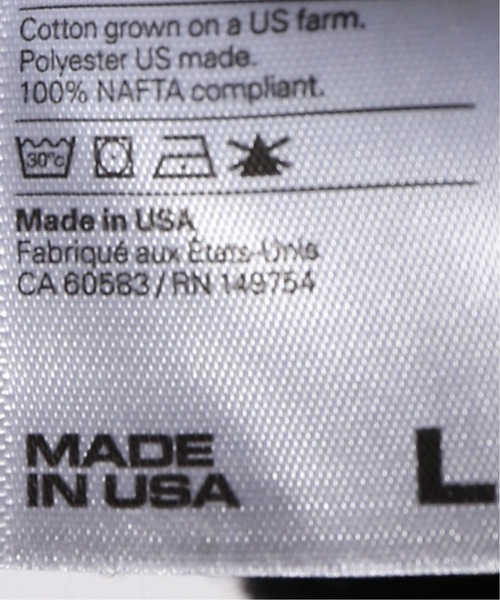 Cotton grown on a US farm.
Polyester US made.
100% NAFTA compliant.
30°c
Made in USA
Fabriqué aux États-Unis
CA 60583 / RN 149754
MADE
IN USA
L